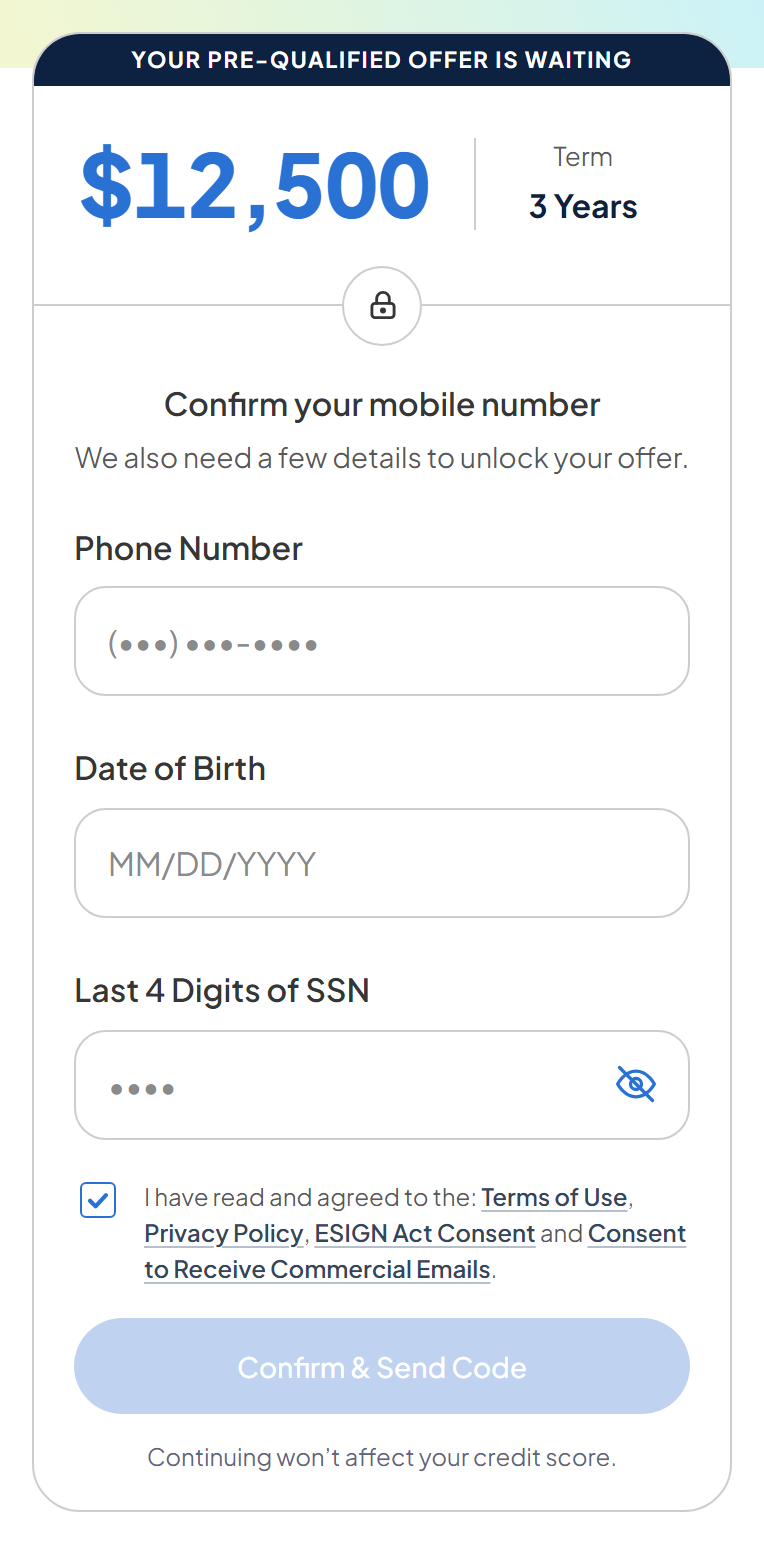 YOUR PRE-QUALIFIED OFFER IS WAITING
$12,500
Term
3 Years
Confirm your mobile number
We also need a few details to unlock your offer.
Phone Number
(•••) •••-••••
Date of Birth
MM/DD/YYYY
Last 4 Digits of SSN
••••
I have read and agreed to the: Terms of Use,
Privacy Policy, ESIGN Act Consent and Consent
to Receive Commercial Emails.
Confirm & Send Code
Continuing won’t affect your credit score.